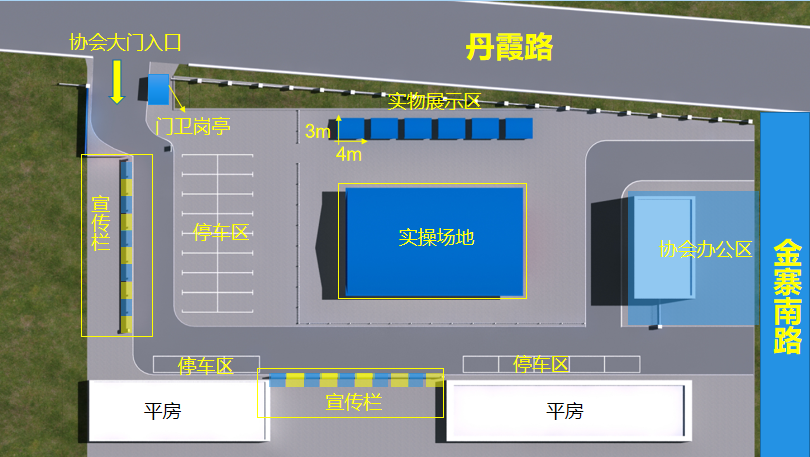 丹霞路
协会大门入口
门卫岗亭
实物展示区
3m
4m
宣传栏
停车区
实操场地
协会办公区
金寨南路
停车区
停车区
宣传栏
平房
平房